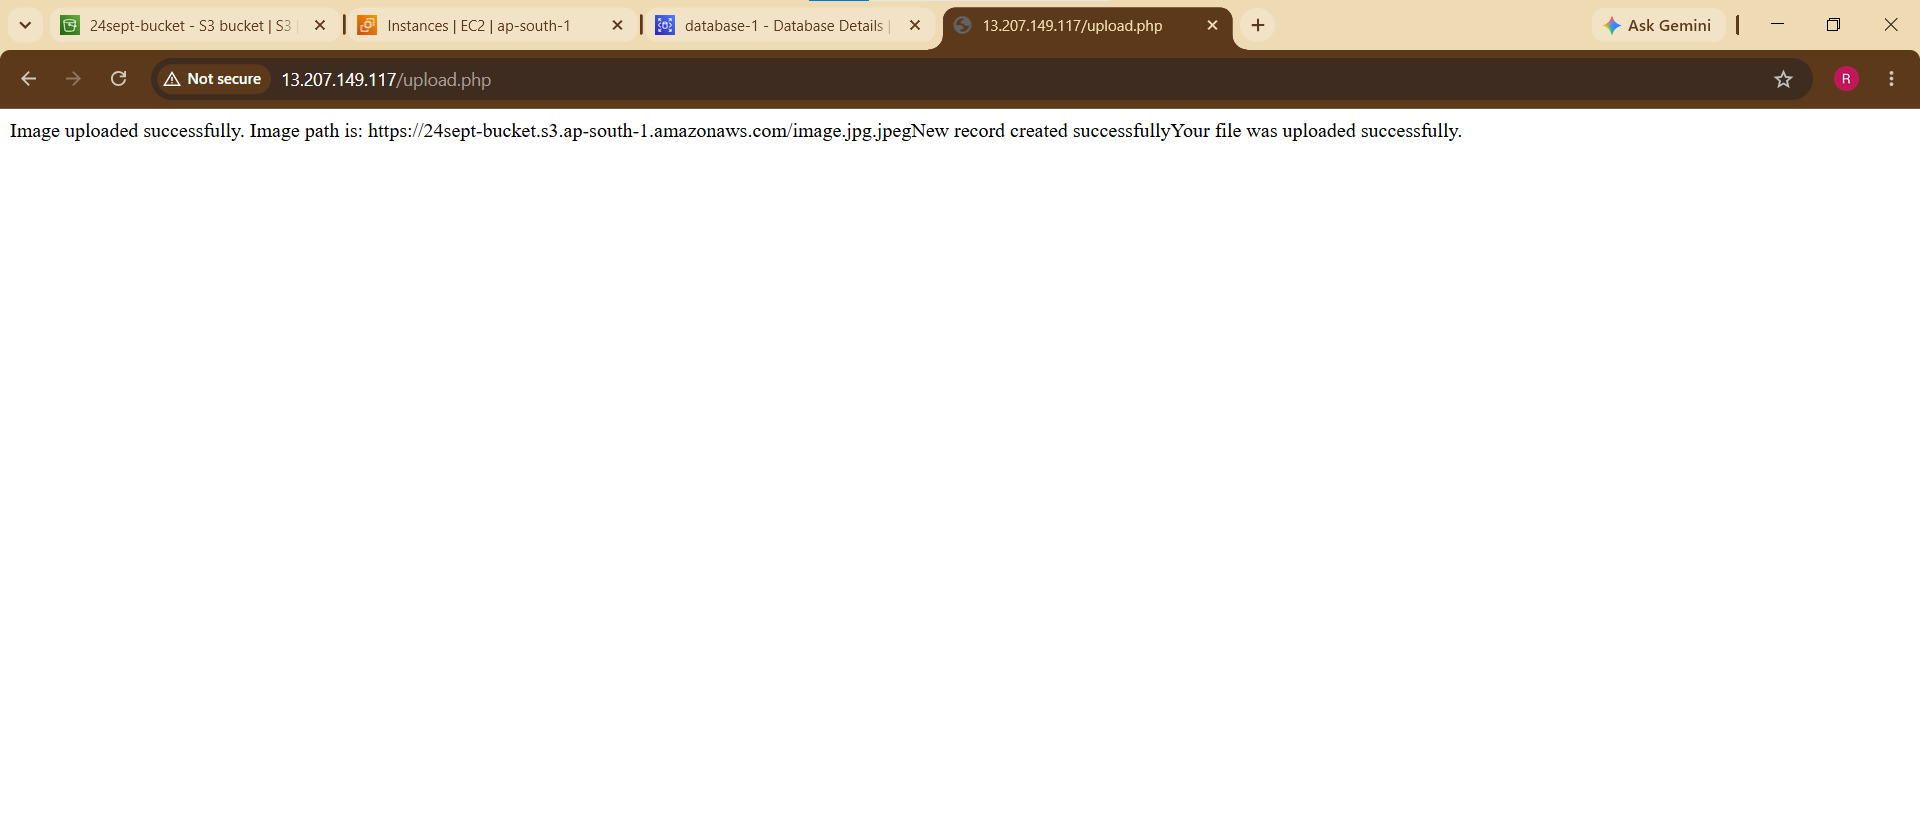 24sept-bucket - S3 bucket | S3
Instances | EC2 | ap-south-1
database-1 - Database Details |
13.207.149.117/upload.php
Ask Gemini
Not secure
13.207.149.117/upload.php
R
Image uploaded successfully. Image path is: https://24sept-bucket.s3.ap-south-1.amazonaws.com/image.jpg.jpegNew record created successfullyYour file was uploaded successfully.